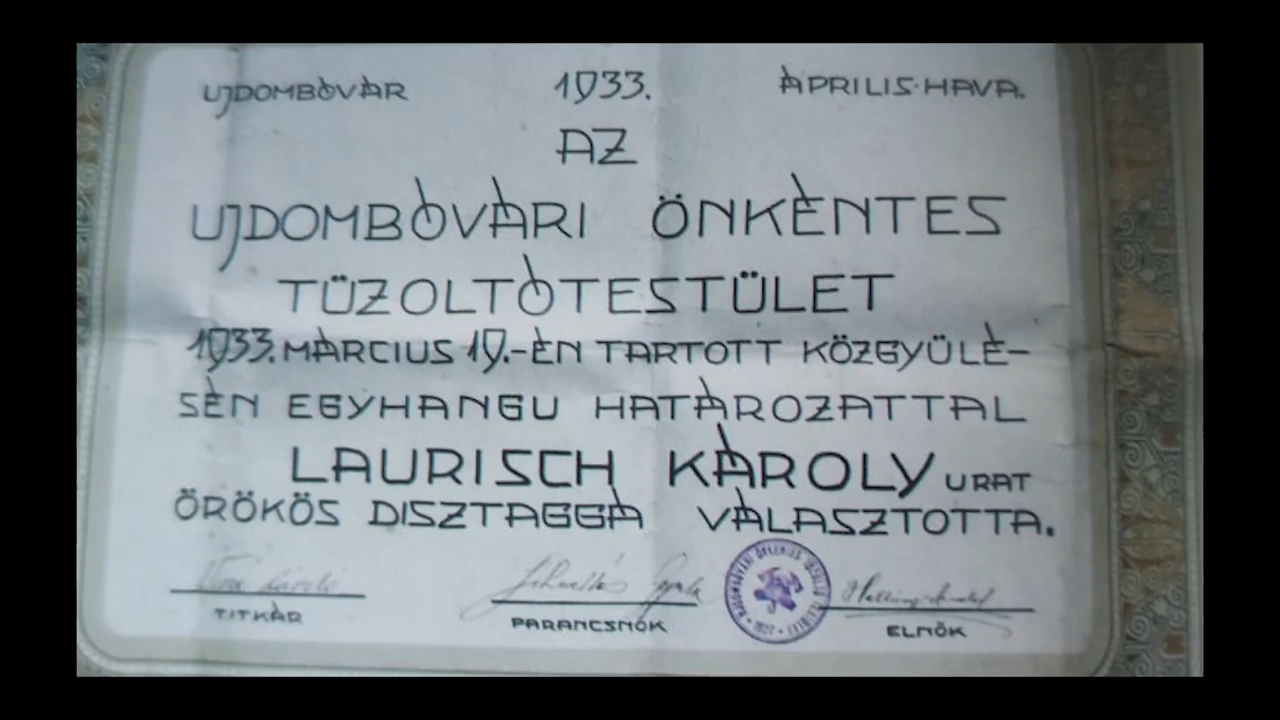 UJDOMBÓVÁR 1933. ÁPRILIS·HAVA.
AZ
UJDOMBÓVÁRI ÖNKÉNTES
TÜZOLTÓTESTÜLET
1933. MÁRCIUS 19.-ÉN TARTOTT KÖZGYÜLÉ-
SÉN EGYHANGU HATÁROZATTAL
LAURISCH KÁROLY URAT
ÖRÖKÖS DISZTAGGÁ VÁLASZTOTTA.
TITKÁR PARANCSNOK ELNÖK